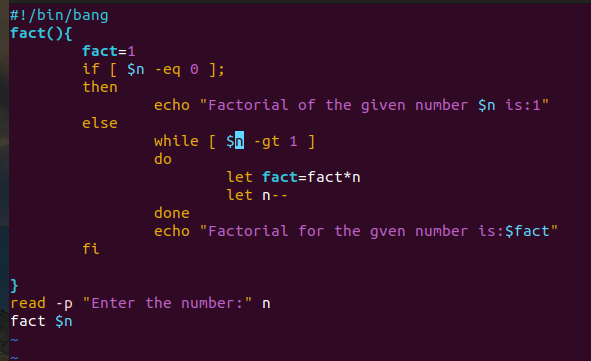 #!/bin/bang
fact(){
        fact=1
        if [ $n -eq 0 ];
        then
                echo "Factorial of the given number $n is:1"
        else
                while [ $n -gt 1 ]
                do
                        let fact=fact*n
                        let n--
                done
                echo "Factorial for the gven number is:$fact"
        fi

}
read -p "Enter the number:" n
fact $n
~
~